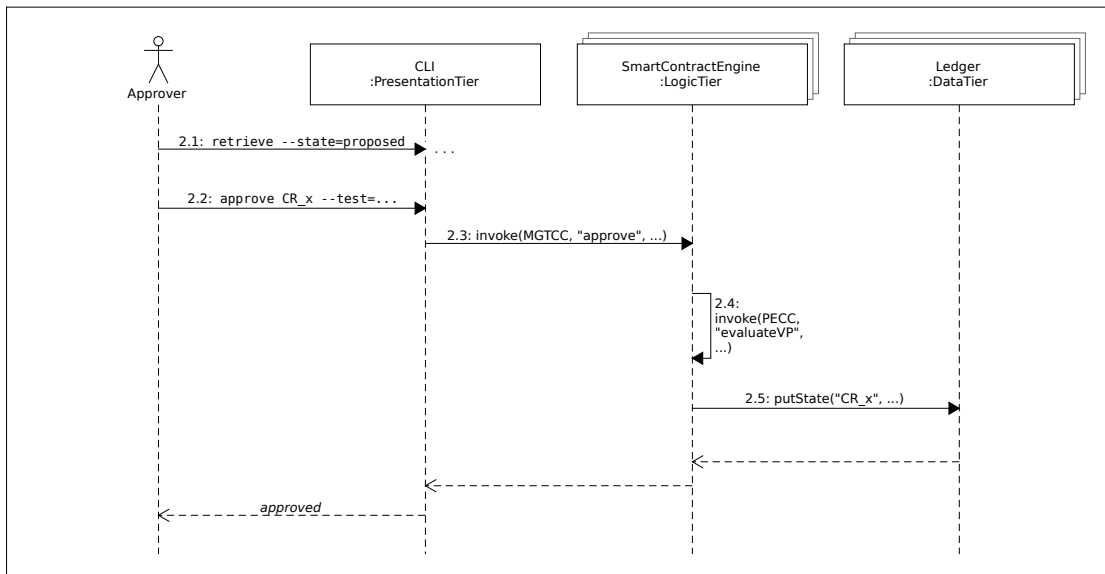 Approver
CLI
:PresentationTier
SmartContractEngine
:LogicTier
Ledger
:DataTier
2.1: retrieve --state=proposed
...
2.2: approve CR_x --test=...
2.3: invoke(MGTCC, "approve", ...)
2.4:
invoke(PECC,
"evaluateVP",
...)
2.5: putState("CR_x", ...)
approved